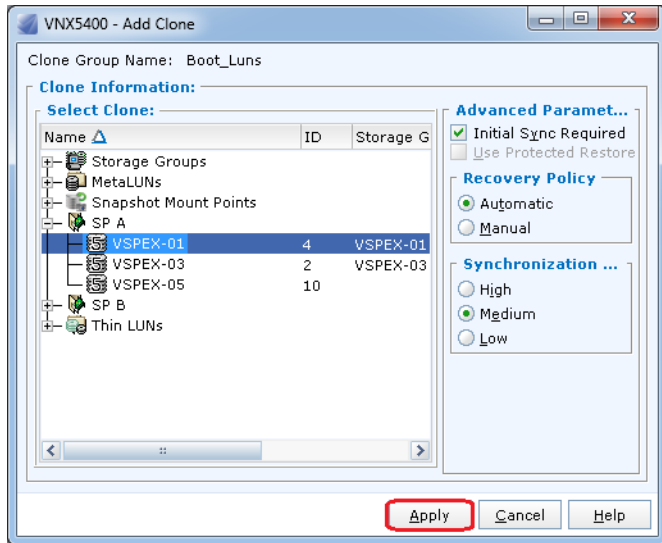 VNX5400 - Add Clone
Clone Group Name: Boot_Luns
Clone Information:
Select Clone:
Name ID Storage G
Storage Groups
MetaLUNs
Snapshot Mount Points
SP A
VSPEX-01 4 VSPEX-01
VSPEX-03 2 VSPEX-03
VSPEX-05 10
SP B
Thin LUNs
Advanced Paramet...
Initial Sync Required
Use Protected Restore
Recovery Policy
Automatic
Manual
Synchronization ...
High
Medium
Low
Apply Cancel Help